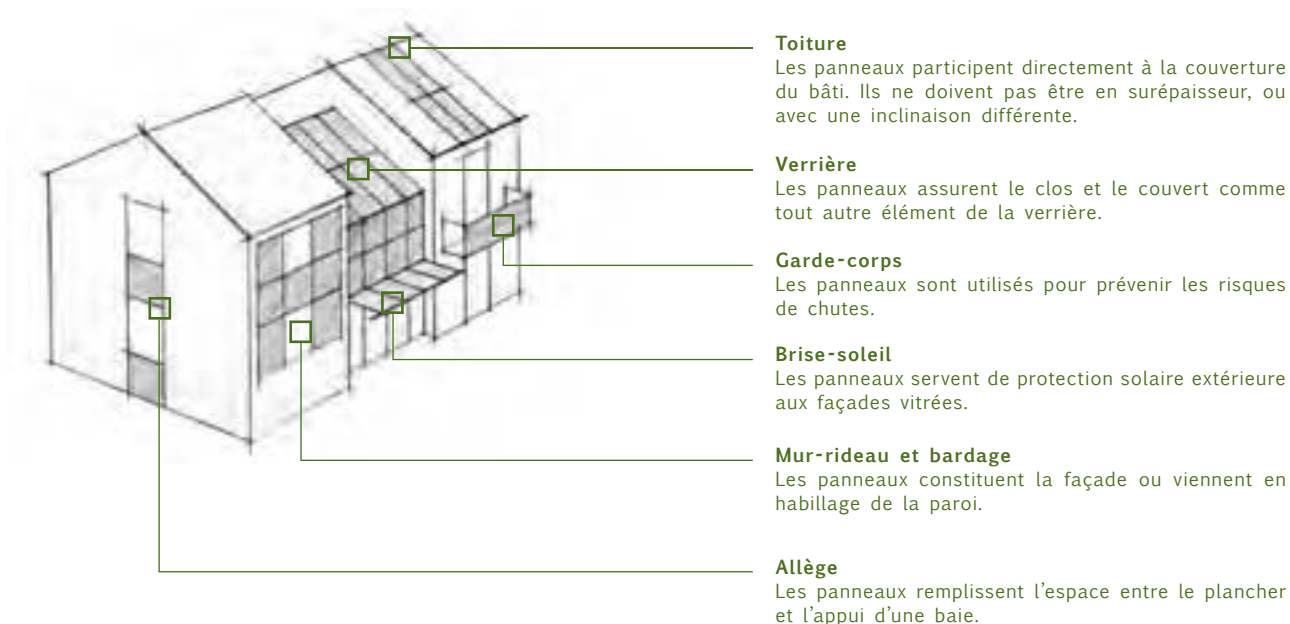 Toiture
Les panneaux participent directement à la couverture
du bâti. Ils ne doivent pas être en surépaisseur, ou
avec une inclinaison différente.
Verrière
Les panneaux assurent le clos et le couvert comme
tout autre élément de la verrière.
Garde-corps
Les panneaux sont utilisés pour prévenir les risques
de chutes.
Brise-soleil
Les panneaux servent de protection solaire extérieure
aux façades vitrées.
Mur-rideau et bardage
Les panneaux constituent la façade ou viennent en
habillage de la paroi.
Allège
Les panneaux remplissent l'espace entre le plancher
et l'appui d'une baie.